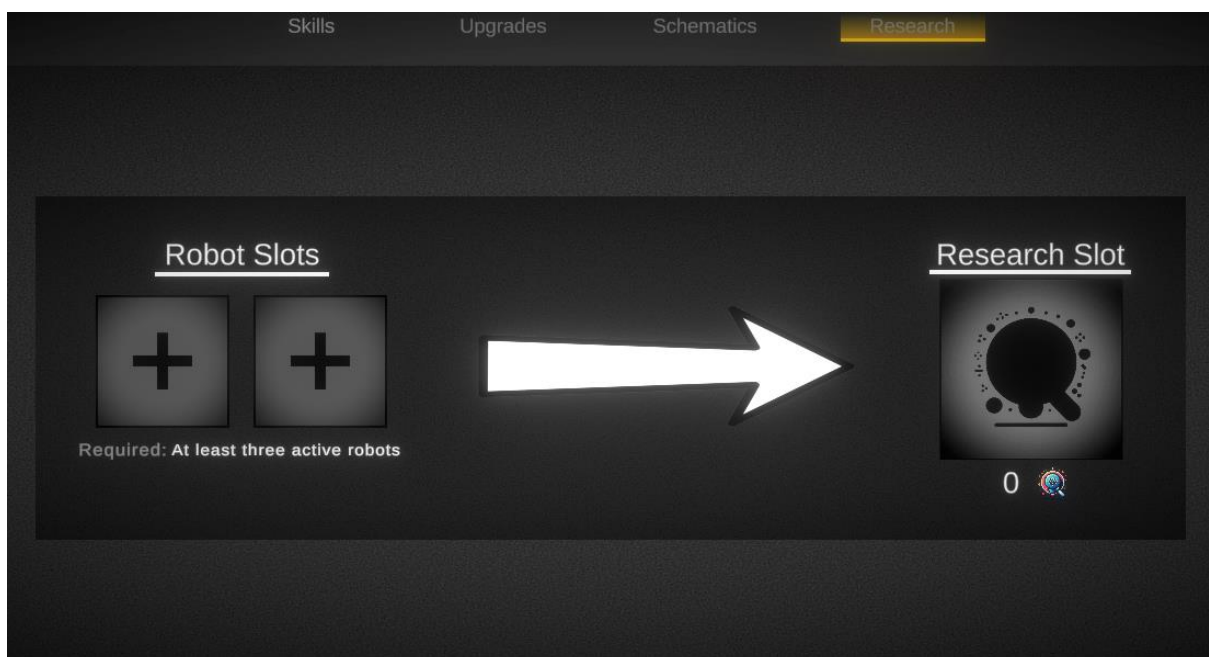 Skills Upgrades Schematics Research
Robot Slots
Research Slot
Required: At least three active robots
0